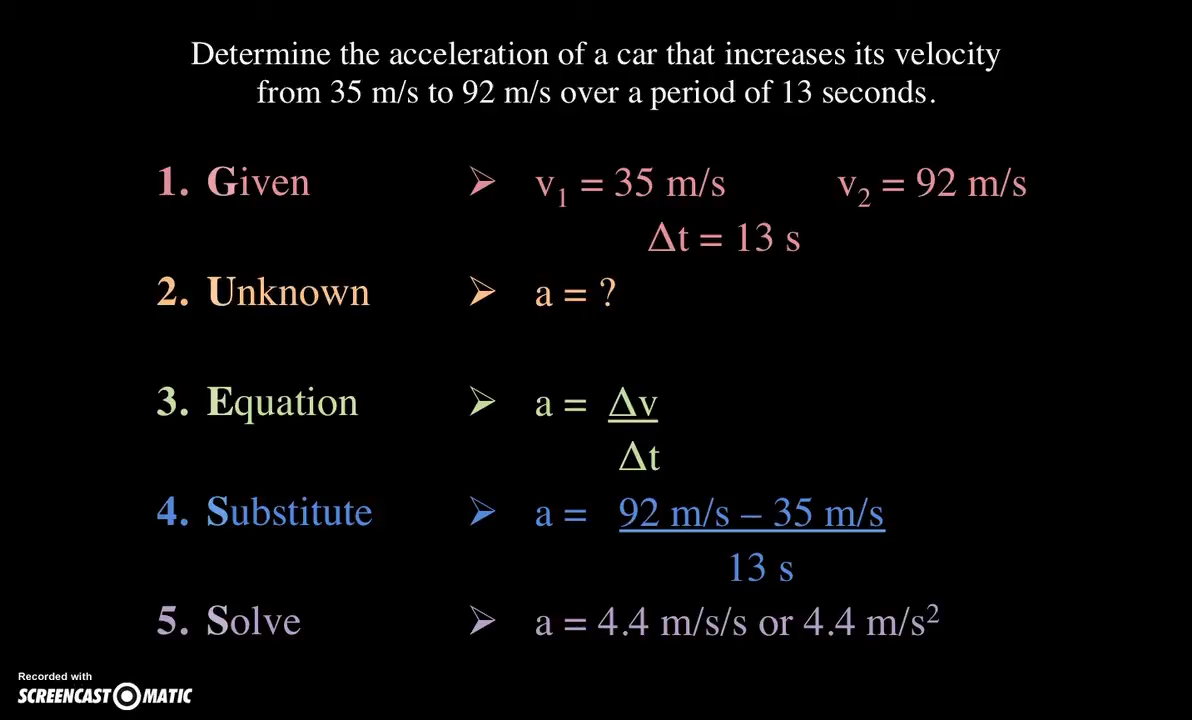 Determine the acceleration of a car that increases its velocity
from 35 m/s to 92 m/s over a period of 13 seconds.
1. Given ➢ v₁ = 35 m/s v₂ = 92 m/s
Δt = 13 s
2. Unknown ➢ a = ?
3. Equation ➢ a = Δv
Δt
4. Substitute ➢ a = 92 m/s – 35 m/s
13 s
5. Solve ➢ a = 4.4 m/s/s or 4.4 m/s²
Recorded with
SCREENCAST O MATIC